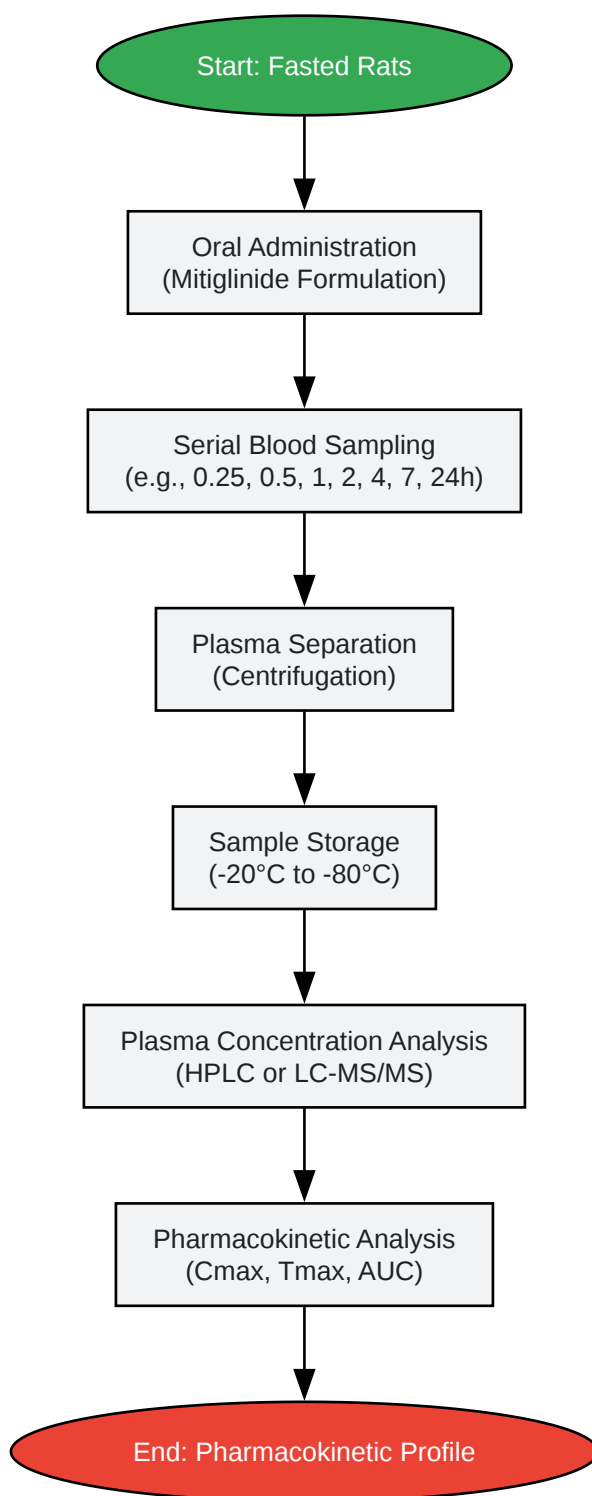 Start: Fasted Rats
Oral Administration
(Mitiglinide Formulation)
Serial Blood Sampling
(e.g., 0.25, 0.5, 1, 2, 4, 7, 24h)
Plasma Separation
(Centrifugation)
Sample Storage
(-20°C to -80°C)
Plasma Concentration Analysis
(HPLC or LC-MS/MS)
Pharmacokinetic Analysis
(Cmax, Tmax, AUC)
End: Pharmacokinetic Profile